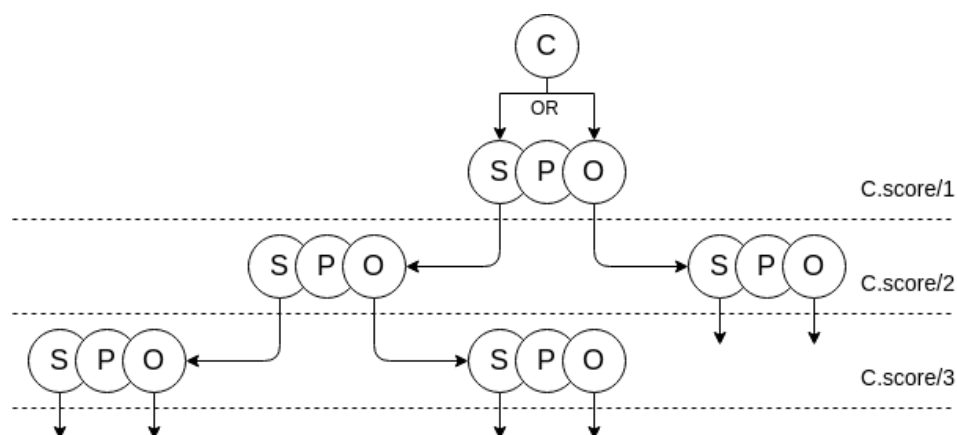 C
OR
S P O
C.score/1
S P O
S P O
C.score/2
S P O
S P O
C.score/3